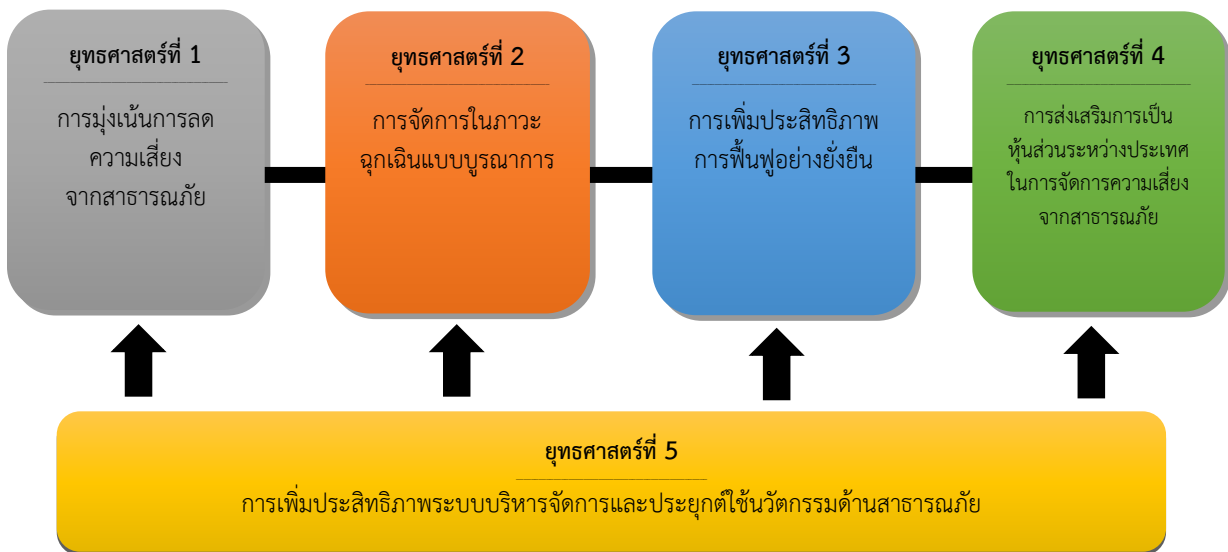 ยุทธศาสตร์ที่ 1
การมุ่งเน้นการลด
ความเสี่ยง
จากสาธารณภัย
ยุทธศาสตร์ที่ 2
การจัดการในภาวะ
ฉุกเฉินแบบบูรณาการ
ยุทธศาสตร์ที่ 3
การเพิ่มประสิทธิภาพ
การฟื้นฟูอย่างยั่งยืน
ยุทธศาสตร์ที่ 4
การส่งเสริมการเป็น
หุ้นส่วนระหว่างประเทศ
ในการจัดการความเสี่ยง
จากสาธารณภัย
ยุทธศาสตร์ที่ 5
การเพิ่มประสิทธิภาพระบบบริหารจัดการและประยุกต์ใช้นวัตกรรมด้านสาธารณภัย